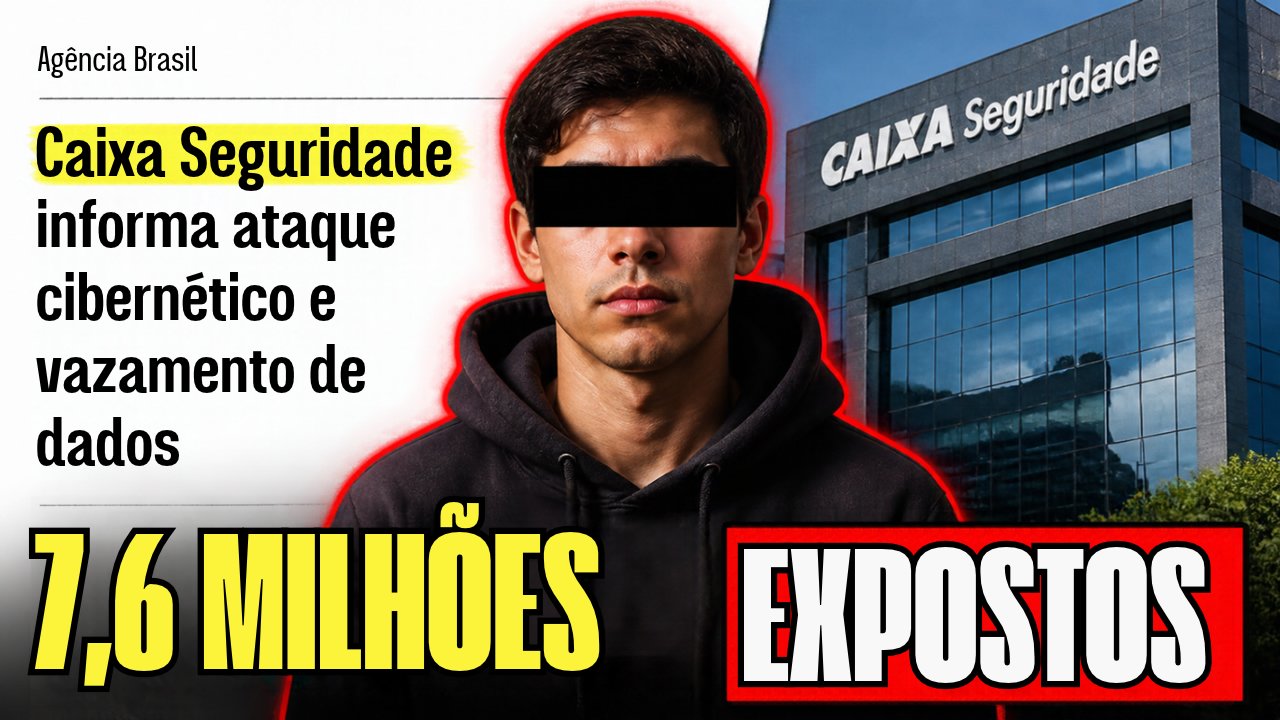 Agência Brasil
Caixa Seguridade
informa ataque
cibernético e
vazamento de
dados
CAIXA Seguridade
7,6 MILHÕES
EXPOSTOS